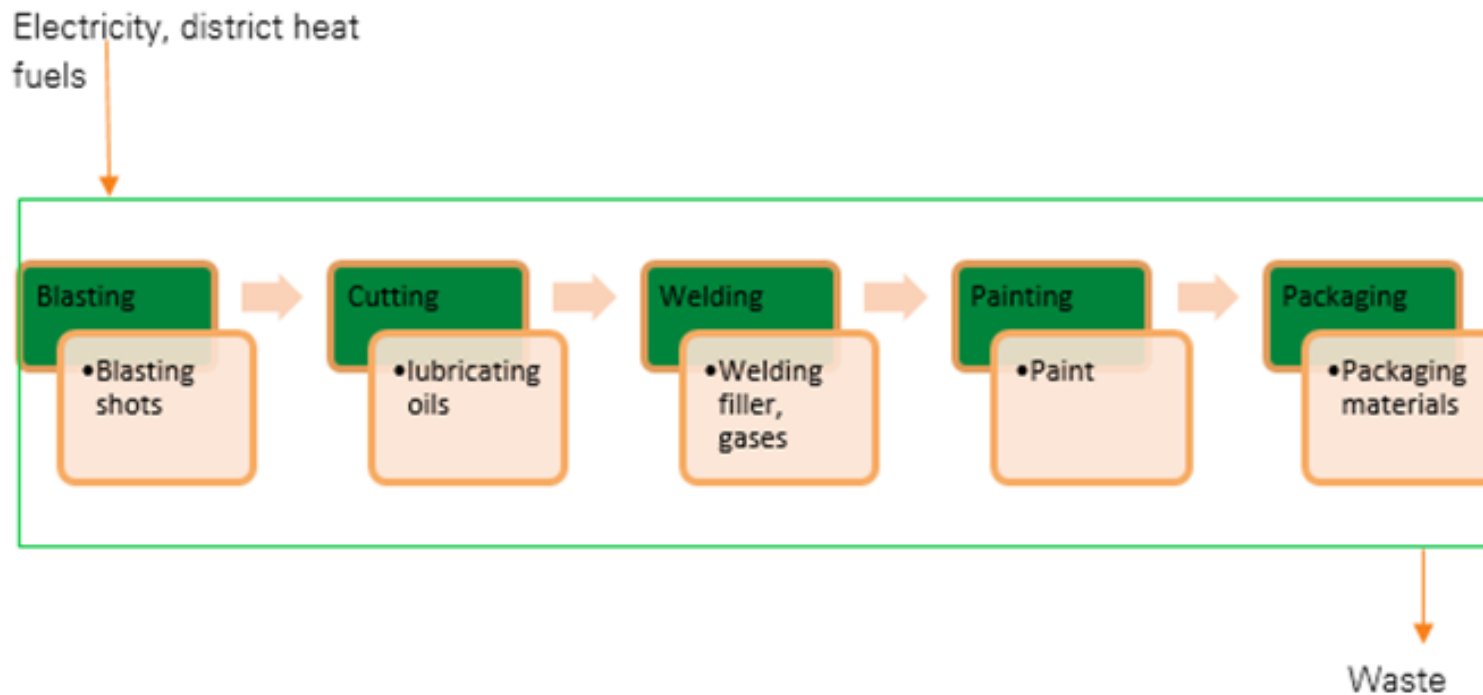 Electricity, district heat
fuels
Blasting
•Blasting
shots
Cutting
•lubricating
oils
Welding
•Welding
filler,
gases
Painting
•Paint
Packaging
•Packaging
materials
Waste